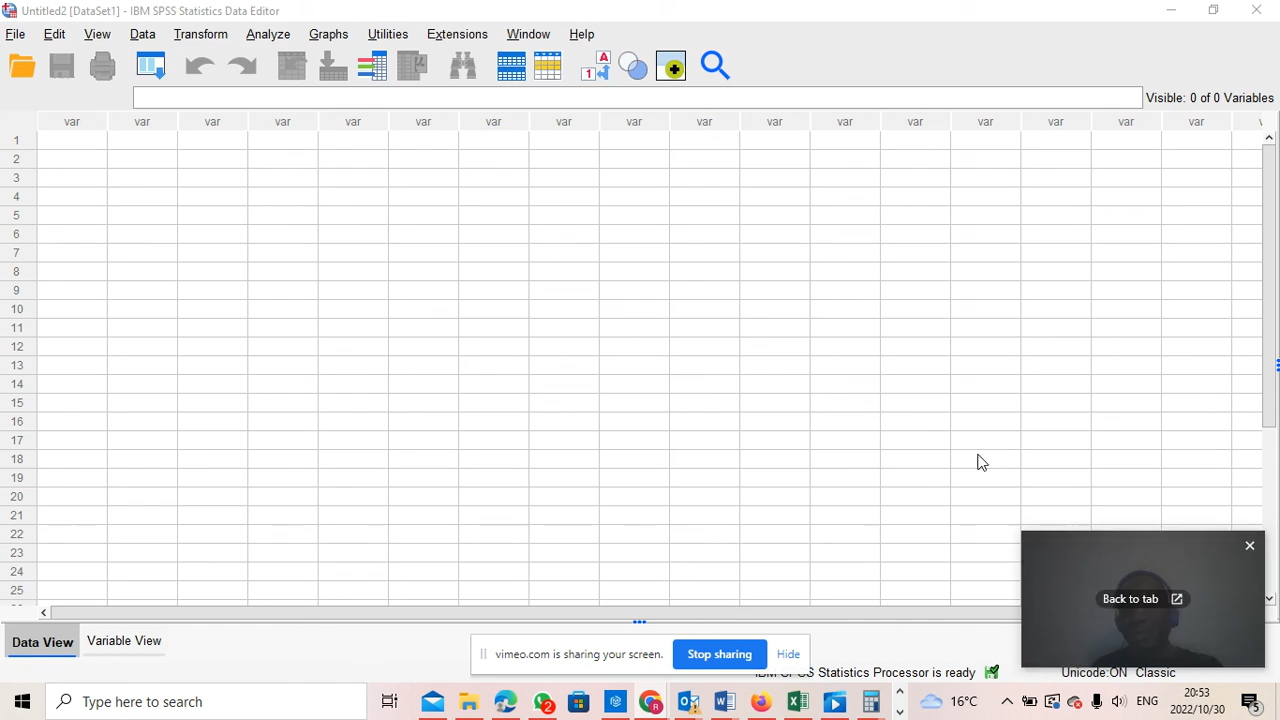 Untitled2 [DataSet1] - IBM SPSS Statistics Data Editor
File Edit View Data Transform Analyze Graphs Utilities Extensions Window Help
Visible: 0 of 0 Variables
var var var var var var var var var var var var var var var var var
1
2
3
4
5
6
7
8
9
10
11
12
13
14
15
16
17
18
19
20
21
22
23
24
25
Back to tab
Data View Variable View
vimeo.com is sharing your screen. Stop sharing Hide
IBM SPSS Statistics Processor is ready Unicode:ON Classic
Type here to search
2
16°C
ENG
20:53
2022/10/30
5